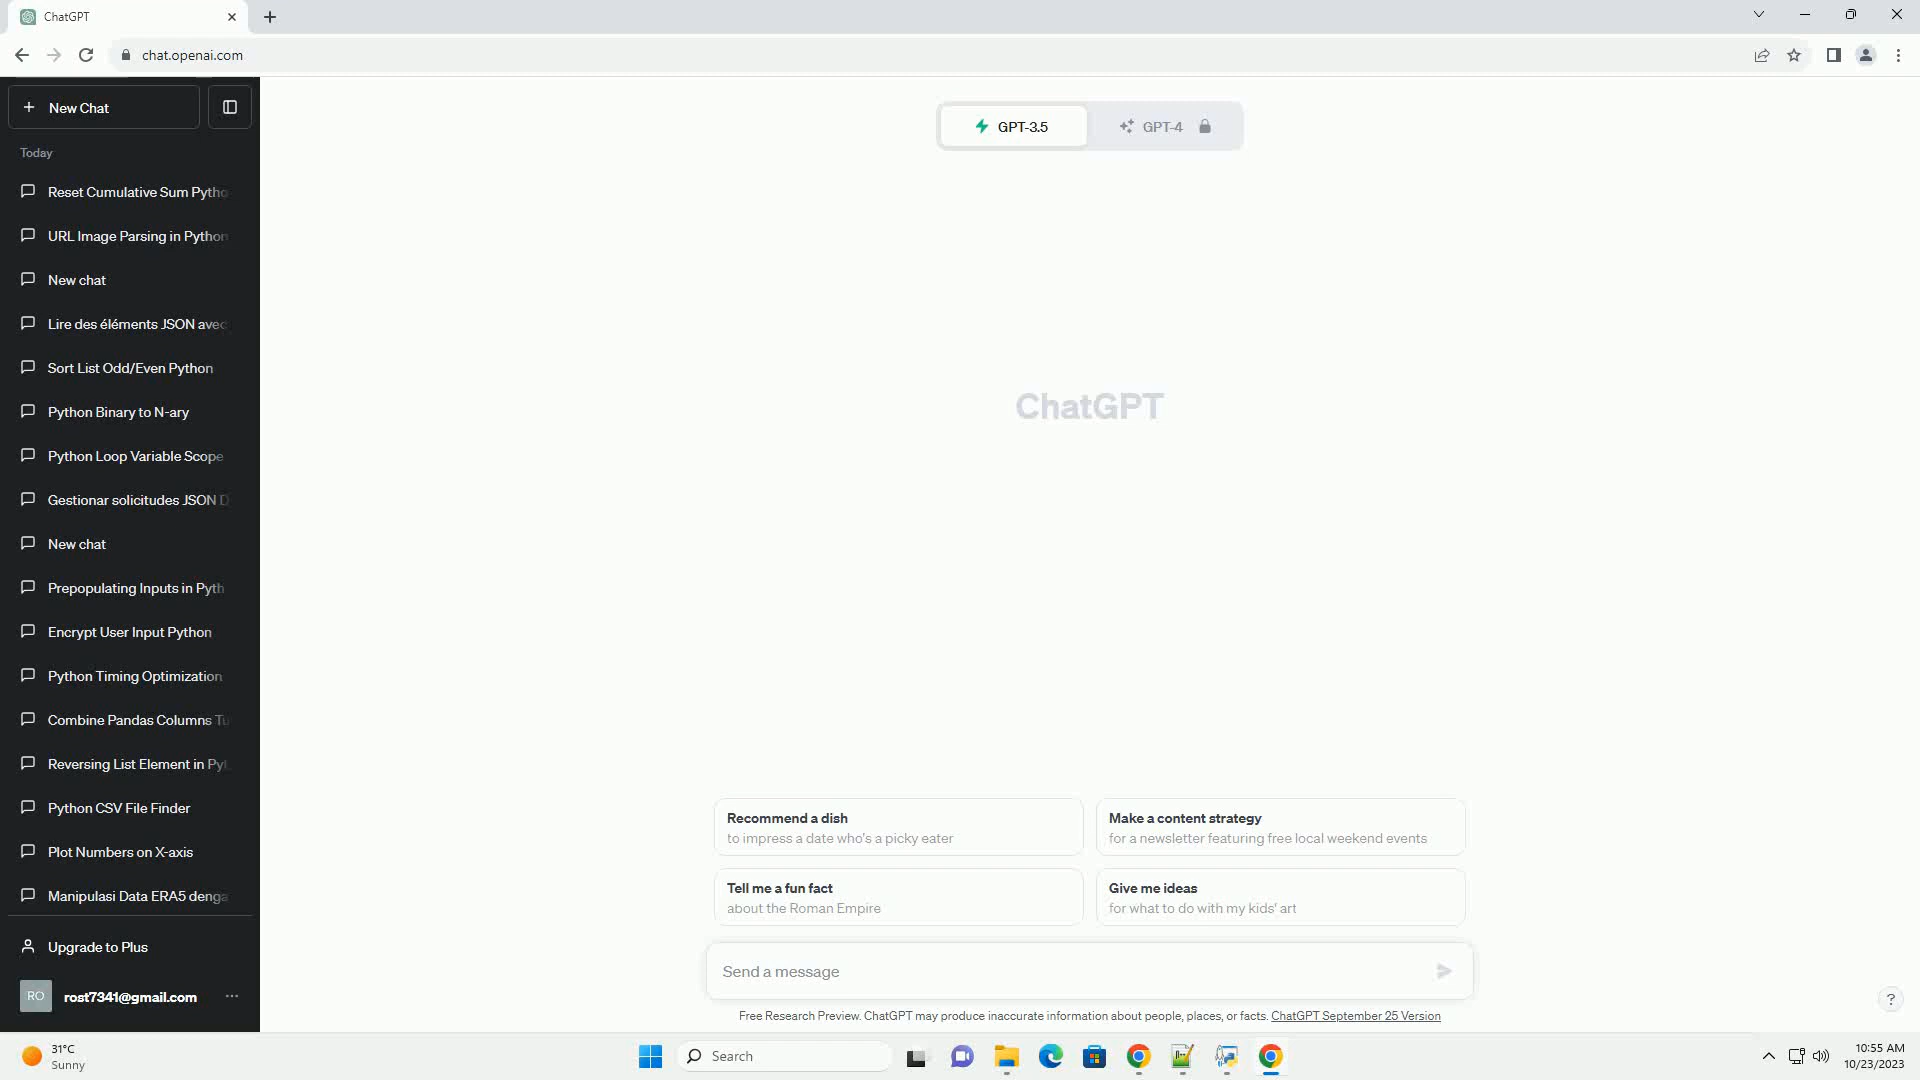 ChatGPT
chat.openai.com
New Chat
Today
Reset Cumulative Sum Pytho
URL Image Parsing in Python
New chat
Lire des éléments JSON avec
Sort List Odd/Even Python
Python Binary to N-ary
Python Loop Variable Scope
Gestionar solicitudes JSON D
New chat
Prepopulating Inputs in Pyth
Encrypt User Input Python
Python Timing Optimization
Combine Pandas Columns Tu
Reversing List Element in Pyt
Python CSV File Finder
Plot Numbers on X-axis
Manipulasi Data ERA5 denga
Upgrade to Plus
RO rost7341@gmail.com
GPT-3.5 GPT-4
ChatGPT
Recommend a dish
to impress a date who's a picky eater
Make a content strategy
for a newsletter featuring free local weekend events
Tell me a fun fact
about the Roman Empire
Give me ideas
for what to do with my kids' art
Send a message
Free Research Preview. ChatGPT may produce inaccurate information about people, places, or facts. ChatGPT September 25 Version
?
31°C
Sunny
Search
10:55 AM
10/23/2023